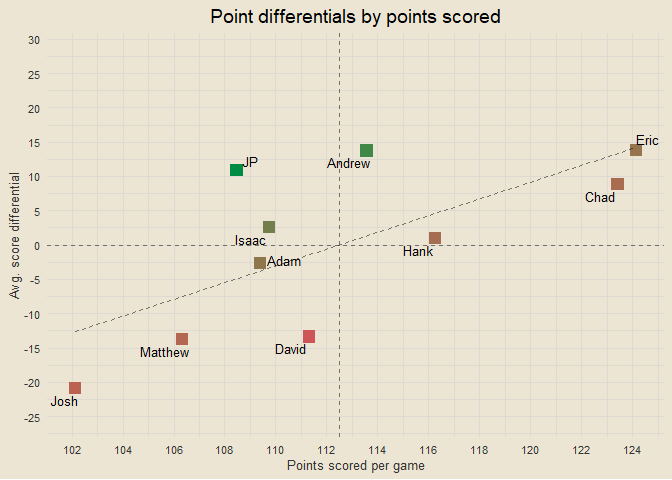 Point differentials by points scored
30
25
20
15
10
5
0
-5
-10
-15
-20
-25
Avg. score differential
Eric
JP
Andrew
Chad
Isaac
Hank
Adam
David
Matthew
Josh
102 104 106 108 110 112 114 116 118 120 122 124
Points scored per game